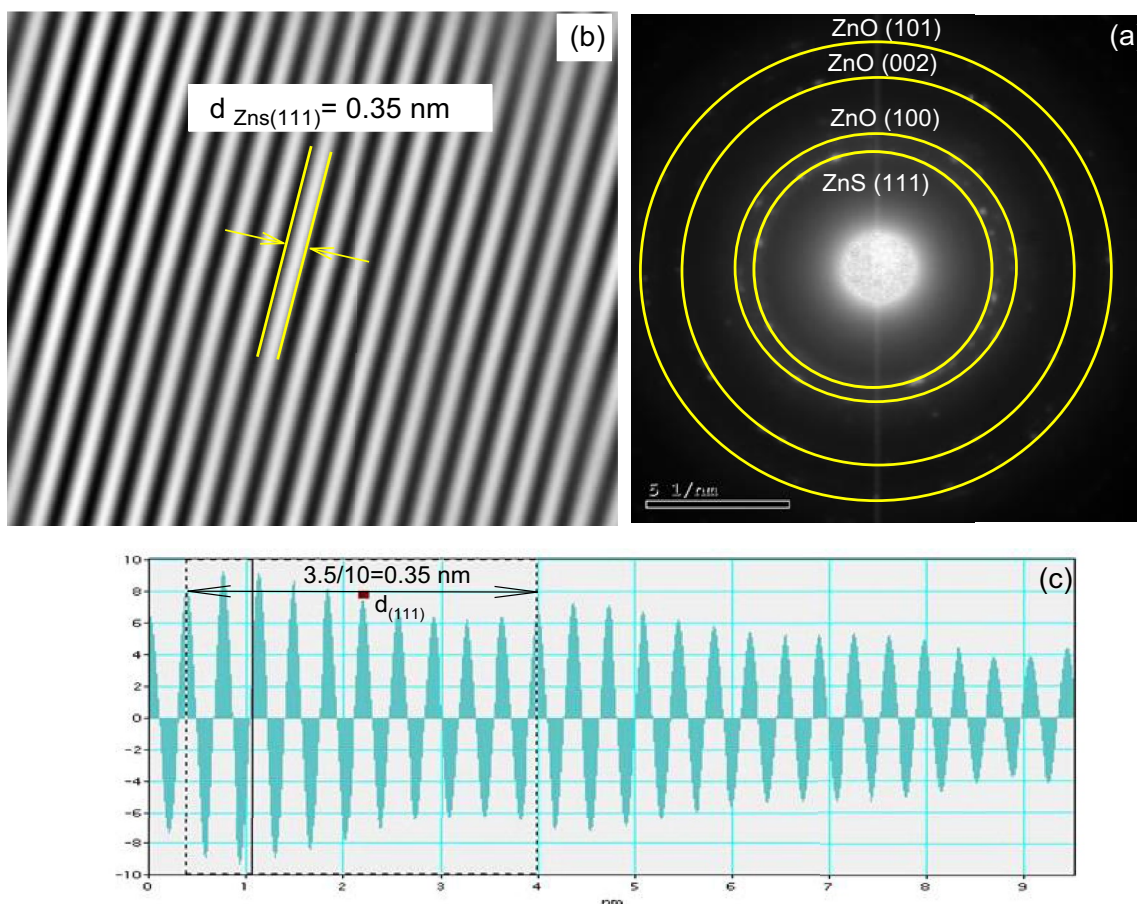 (b)
d Zns(111)= 0.35 nm
(a
ZnO (101)
ZnO (002)
ZnO (100)
ZnS (111)
5 1/nm
(c)
3.5/10=0.35 nm
d(111)
10
8
6
4
2
0
-2
-4
-6
-8
-10
0 1 2 3 4 5 6 7 8 9
nm